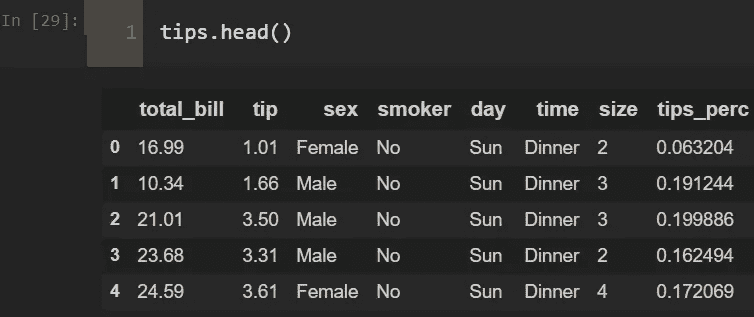 In [29]: 1 tips.head()
total_bill tip sex smoker day time size tips_perc
0 16.99 1.01 Female No Sun Dinner 2 0.063204
1 10.34 1.66 Male No Sun Dinner 3 0.191244
2 21.01 3.50 Male No Sun Dinner 3 0.199886
3 23.68 3.31 Male No Sun Dinner 2 0.162494
4 24.59 3.61 Female No Sun Dinner 4 0.172069